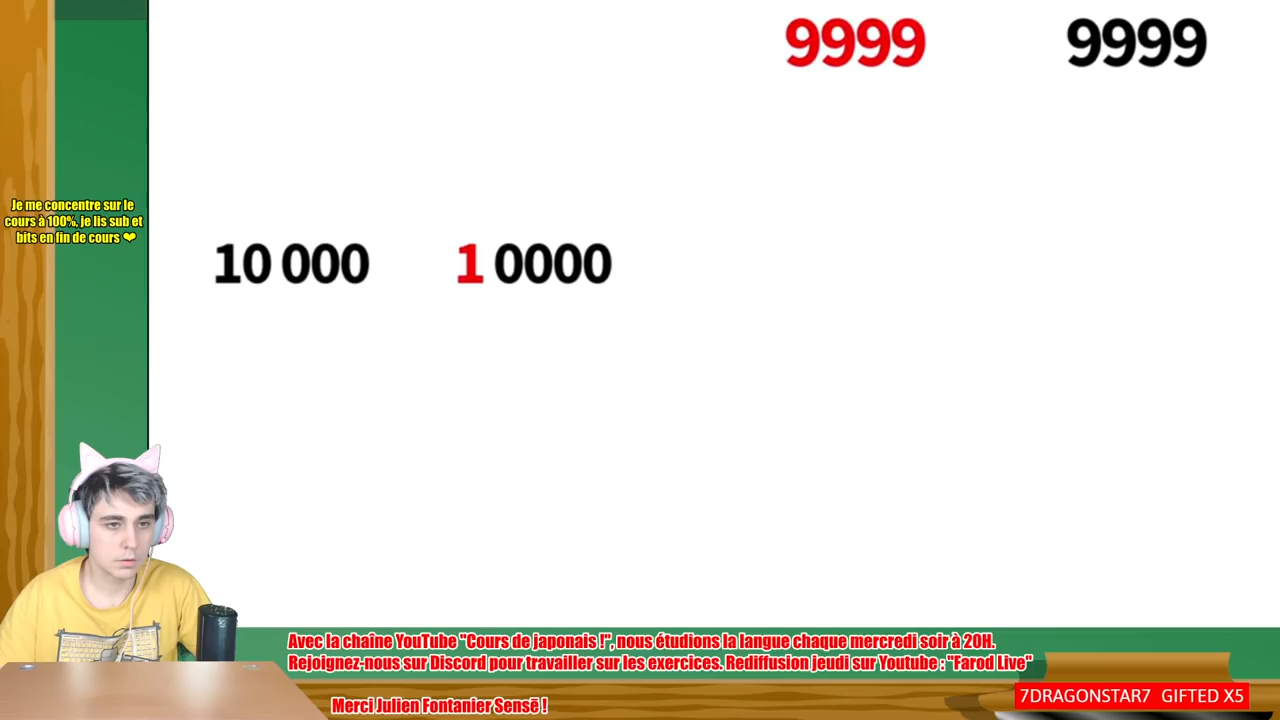 9999 9999
Je me concentre sur le
cours à 100%, je lis sub et
bits en fin de cours ❤
10 000 1 0000
Avec la chaîne YouTube "Cours de japonais !", nous étudions la langue chaque mercredi soir à 20H.
Rejoignez-nous sur Discord pour travailler sur les exercices. Rediffusion jeudi sur Youtube : "Farod Live"
Merci Julien Fontanier Sensē !
7DRAGONSTAR7 GIFTED X5